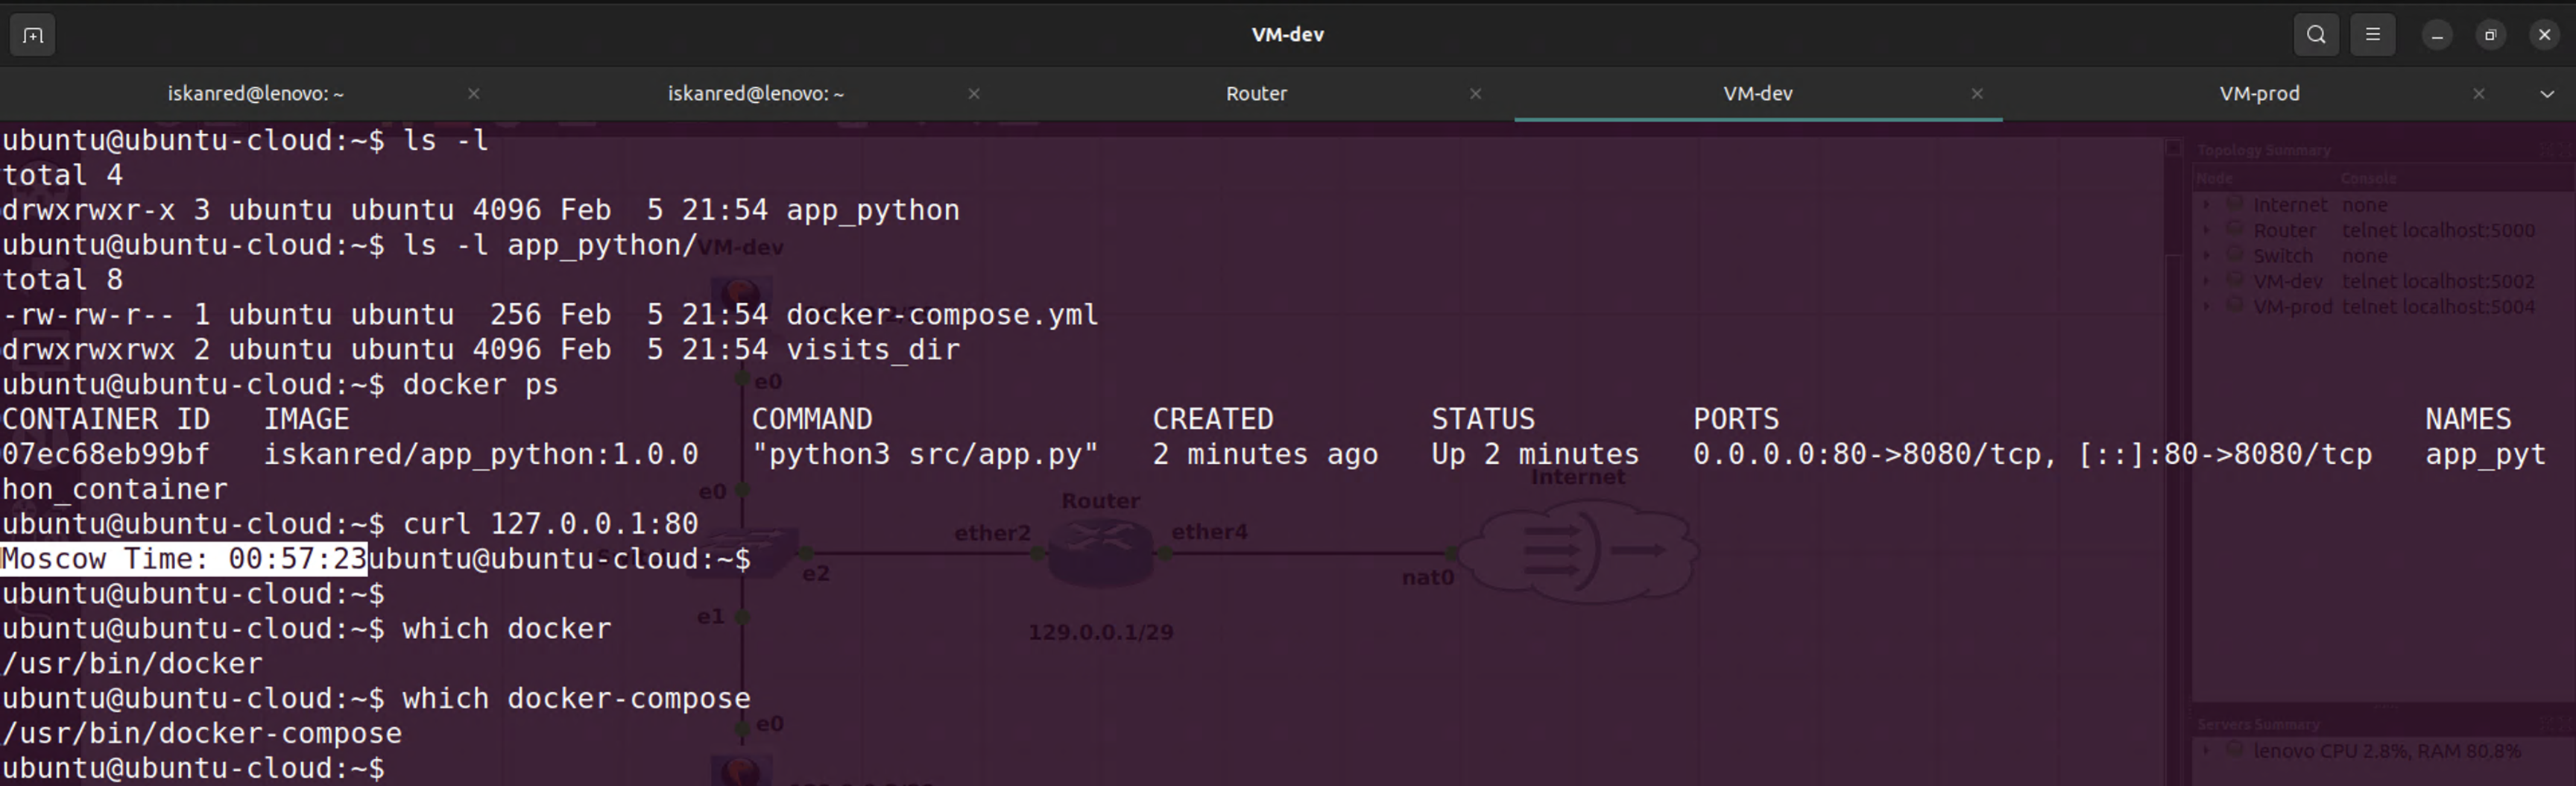 VM-dev
iskanred@lenovo: ~
iskanred@lenovo: ~
Router
VM-dev
VM-prod
ubuntu@ubuntu-cloud:~$ ls -l
total 4
drwxrwxr-x 3 ubuntu ubuntu 4096 Feb  5 21:54 app_python
ubuntu@ubuntu-cloud:~$ ls -l app_python/
total 8
-rw-rw-r-- 1 ubuntu ubuntu  256 Feb  5 21:54 docker-compose.yml
drwxrwxrwx 2 ubuntu ubuntu 4096 Feb  5 21:54 visits_dir
ubuntu@ubuntu-cloud:~$ docker ps
CONTAINER ID   IMAGE                       COMMAND                CREATED         STATUS         PORTS                                     NAMES
07ec68eb99bf   iskanred/app_python:1.0.0   "python3 src/app.py"   2 minutes ago   Up 2 minutes   0.0.0.0:80->8080/tcp, [::]:80->8080/tcp   app_pyt
hon_container
ubuntu@ubuntu-cloud:~$ curl 127.0.0.1:80
Moscow Time: 00:57:23ubuntu@ubuntu-cloud:~$
ubuntu@ubuntu-cloud:~$
ubuntu@ubuntu-cloud:~$ which docker
/usr/bin/docker
ubuntu@ubuntu-cloud:~$ which docker-compose
/usr/bin/docker-compose
ubuntu@ubuntu-cloud:~$
VM-dev
e0
e0
Router
Internet
ether2
ether4
e2
nat0
e1
129.0.0.1/29
e0
Topology Summary
Node Console
Internet none
Router telnet localhost:5000
Switch none
VM-dev telnet localhost:5002
VM-prod telnet localhost:5004
Servers Summary
lenovo CPU 2.8%, RAM 80.8%